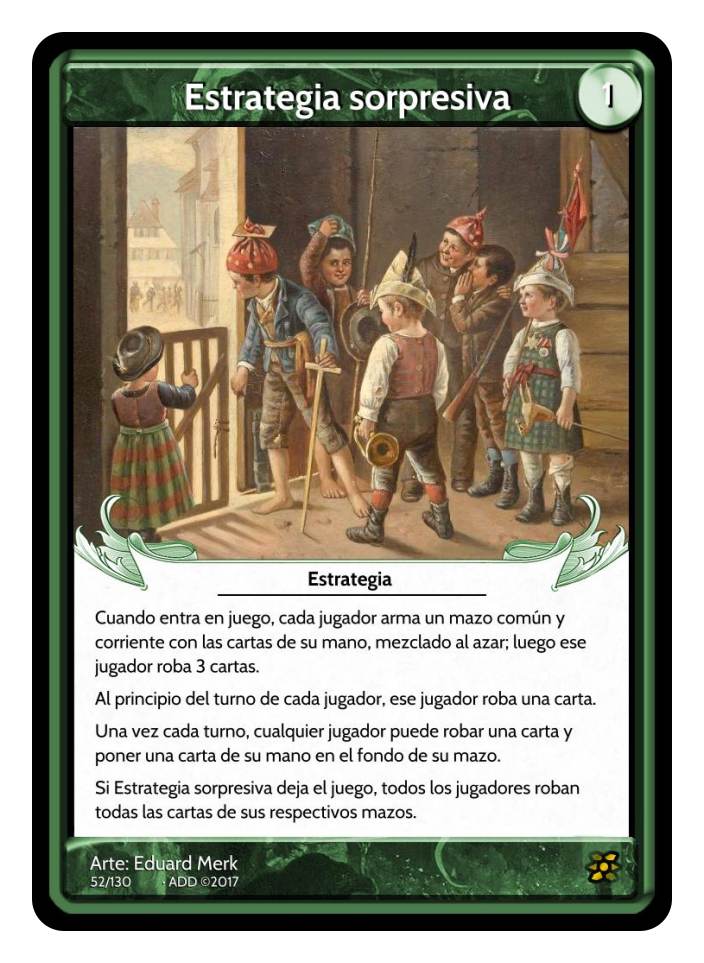 Estrategia sorpresiva
1
Estrategia
Cuando entra en juego, cada jugador arma un mazo común y
corriente con las cartas de su mano, mezclado al azar; luego ese
jugador roba 3 cartas.
Al principio del turno de cada jugador, ese jugador roba una carta.
Una vez cada turno, cualquier jugador puede robar una carta y
poner una carta de su mano en el fondo de su mazo.
Si Estrategia sorpresiva deja el juego, todos los jugadores roban
todas las cartas de sus respectivos mazos.
Arte: Eduard Merk
52/130 · ADD ©2017